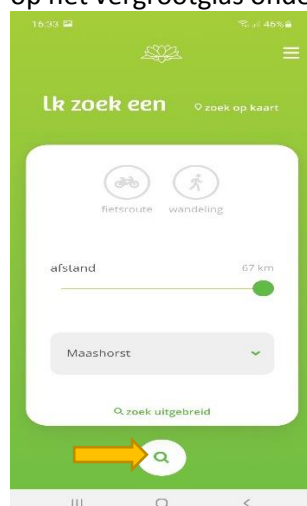 op het vergrootglas onde
16:33 46%
Ik zoek een zoek op kaart
fietsroute wandeling
afstand 67 km
Maashorst
zoek uitgebreid